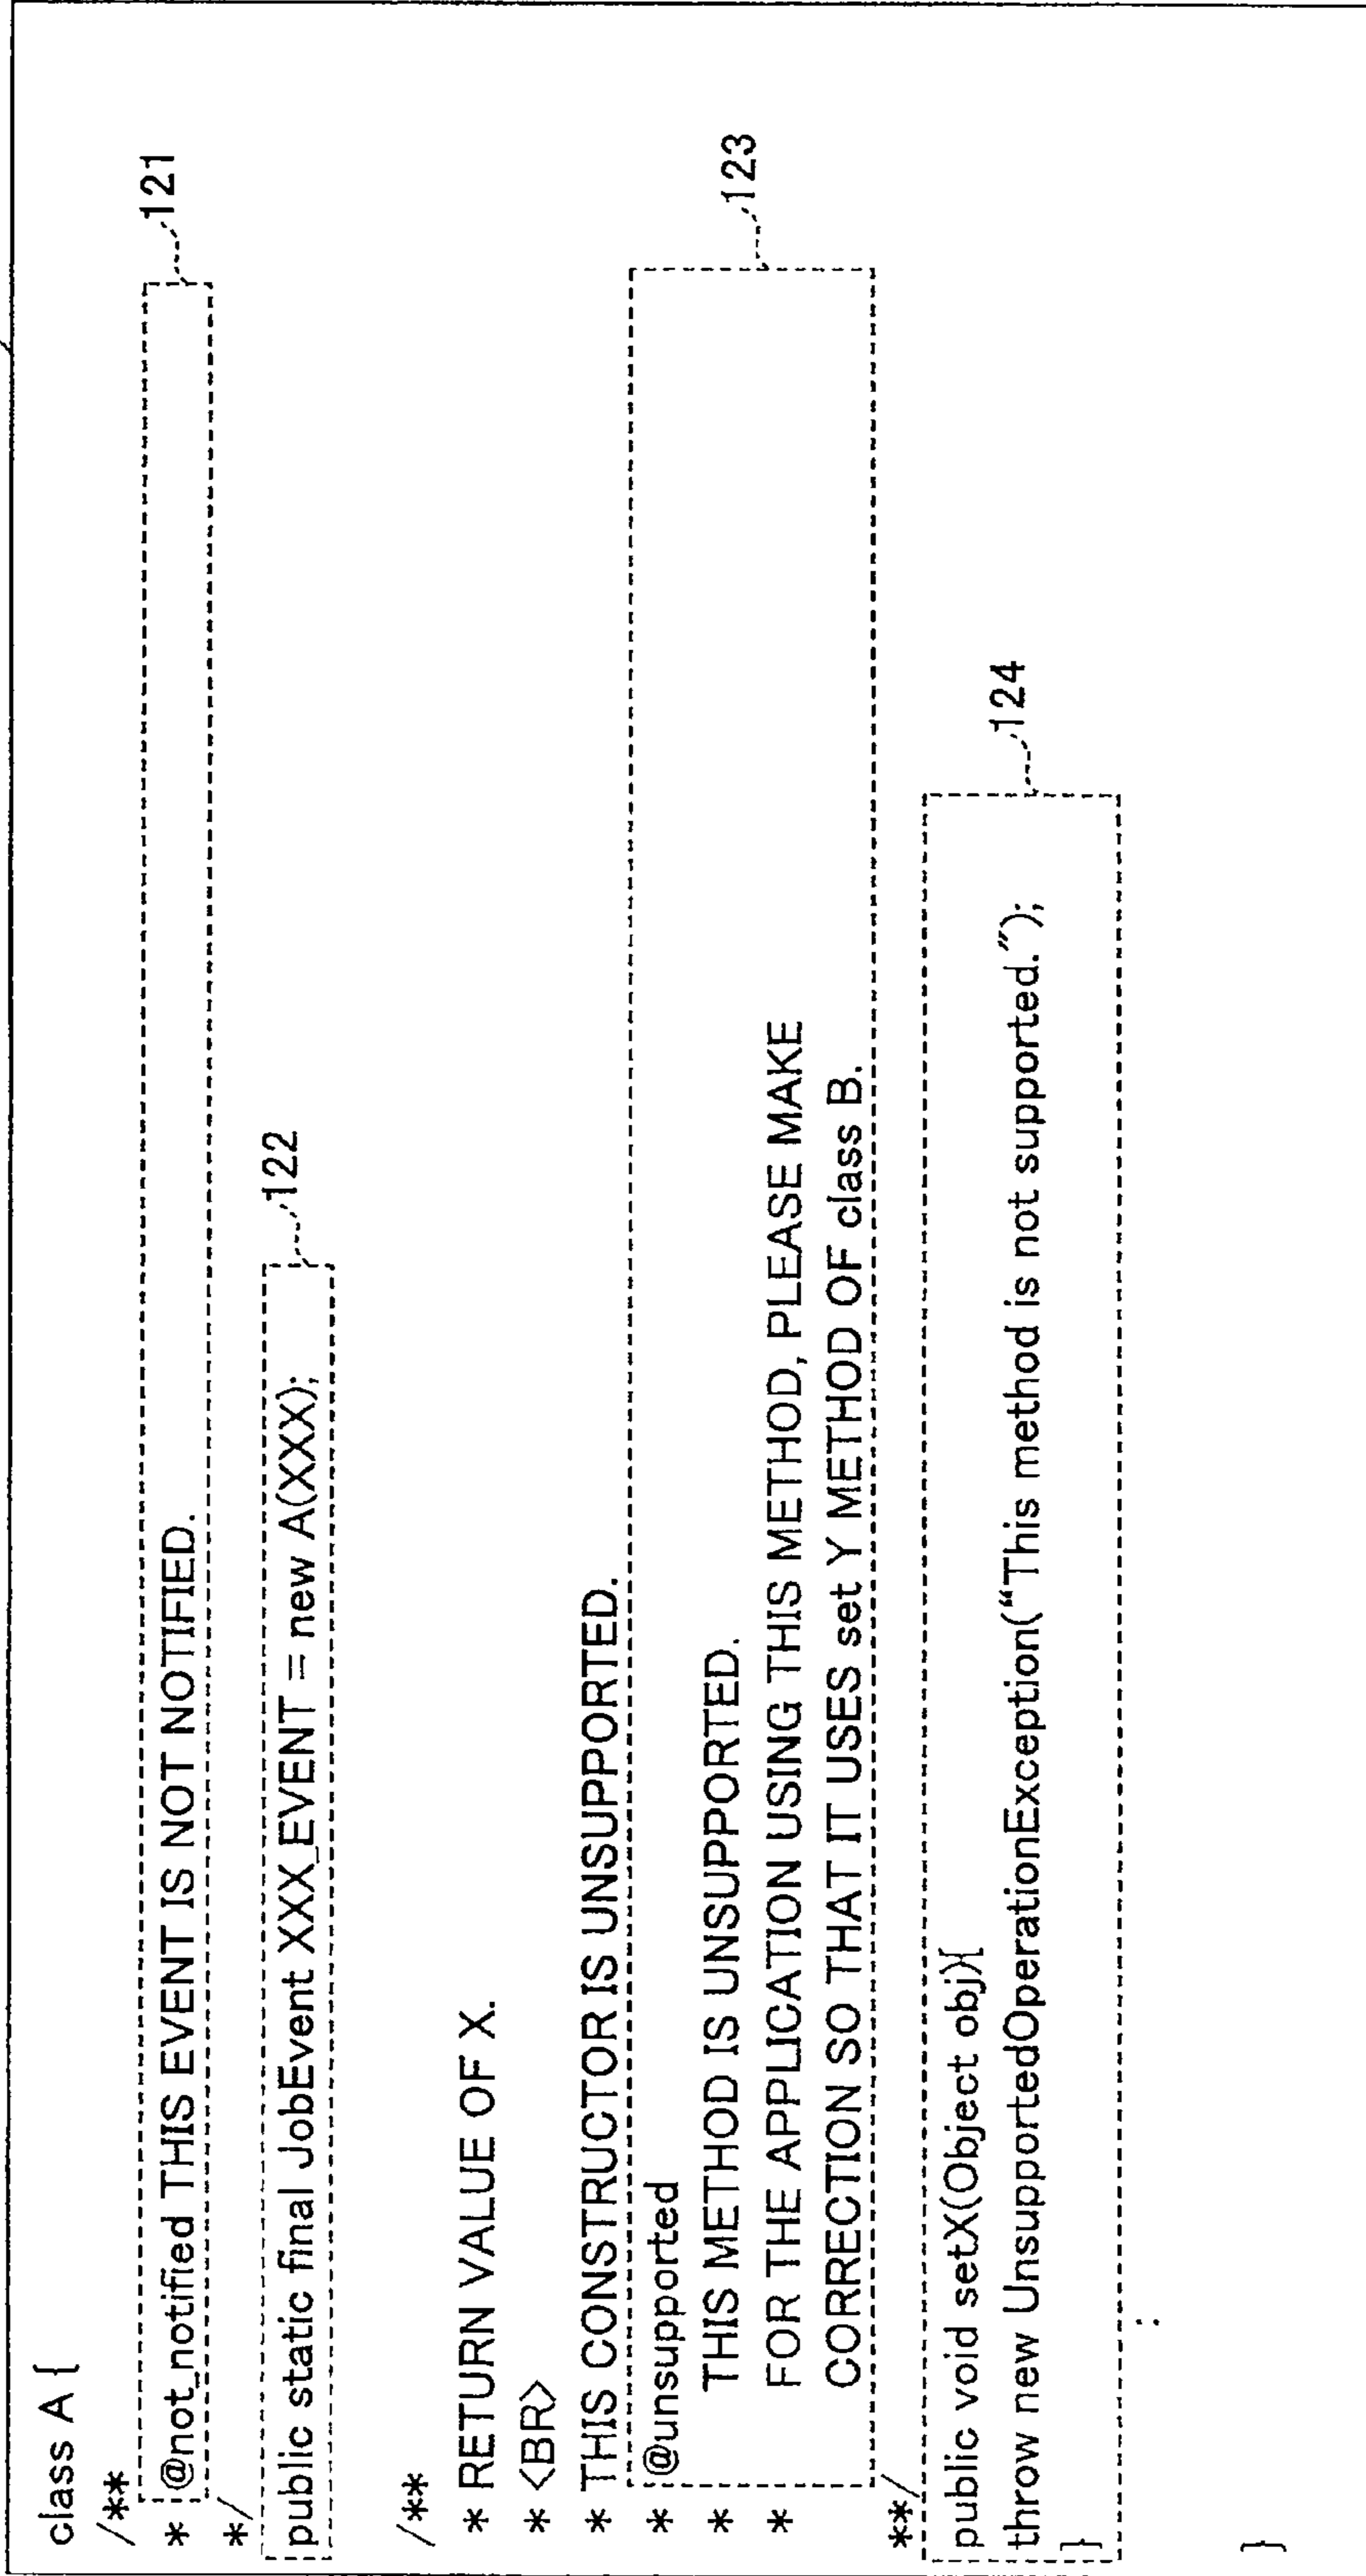 class A {
/**
* @not_notified THIS EVENT IS NOT NOTIFIED. 121
*/
public static final JobEvent XXX_EVENT = new A(XXX); 122
/**
* RETURN VALUE OF X.
* <BR>
* THIS CONSTRUCTOR IS UNSUPPORTED.
* @unsupported
* THIS METHOD IS UNSUPPORTED. 123
* FOR THE APPLICATION USING THIS METHOD, PLEASE MAKE
CORRECTION SO THAT IT USES set Y METHOD OF class B.
**/
public void setX(Object obj){
throw new UnsupportedOperationException(“This method is not supported.”); 124
}
:
}